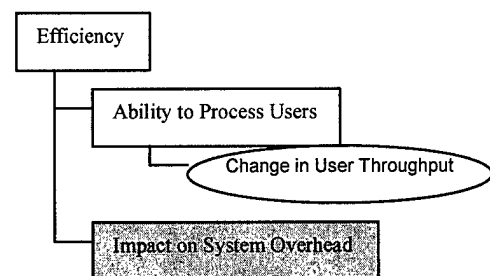 Efficiency
Ability to Process Users
Change in User Throughput
Impact on System Overhead